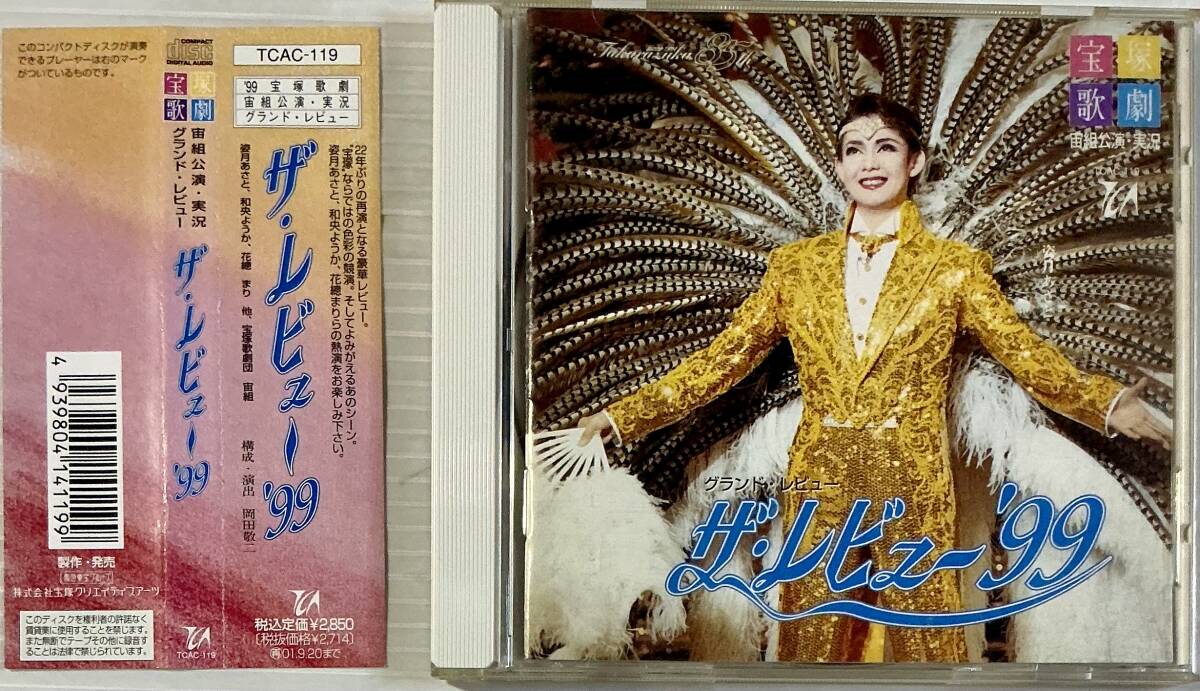 このコンパクトディスクが演奏
できるプレーヤーは右のマーク
がついているものです。
COMPACT
disc
DIGITAL AUDIO
宝塚
歌劇
宙組公演・実況
グランド・レビュー
ザ・レビュー'99
4939804141199
製作・発売
株式会社宝塚クリエイティブアーツ
このディスクを権利者の許諾なく
賃貸業に使用することを禁じます。
また無断でテープその他に録音す
ることは法律で禁じられています。
TCA
TCAC-119
TCAC-119
'99 宝塚歌劇
宙組公演・実況
グランド・レビュー
22年ぶりの再演となる豪華レビュー。
"宝塚"ならではの色彩の競演。そしてよみがえるあのシーン。
姿月あさと、和央ようか、花總まりらの熱演をお楽しみ下さい。
ザ・レビュー'99
姿月あさと、和央ようか、花總 まり 他、宝塚歌劇団 宙組
構成・演出 岡田敬二
TCA
税込定価¥2,850
(税抜価格¥2,714)
再01.9.20まで
Takarazuka 85th
宝塚
歌劇
宙組公演・実況
TCAC-119
TCA
グランド・レビュー
ザ・レビュー'99